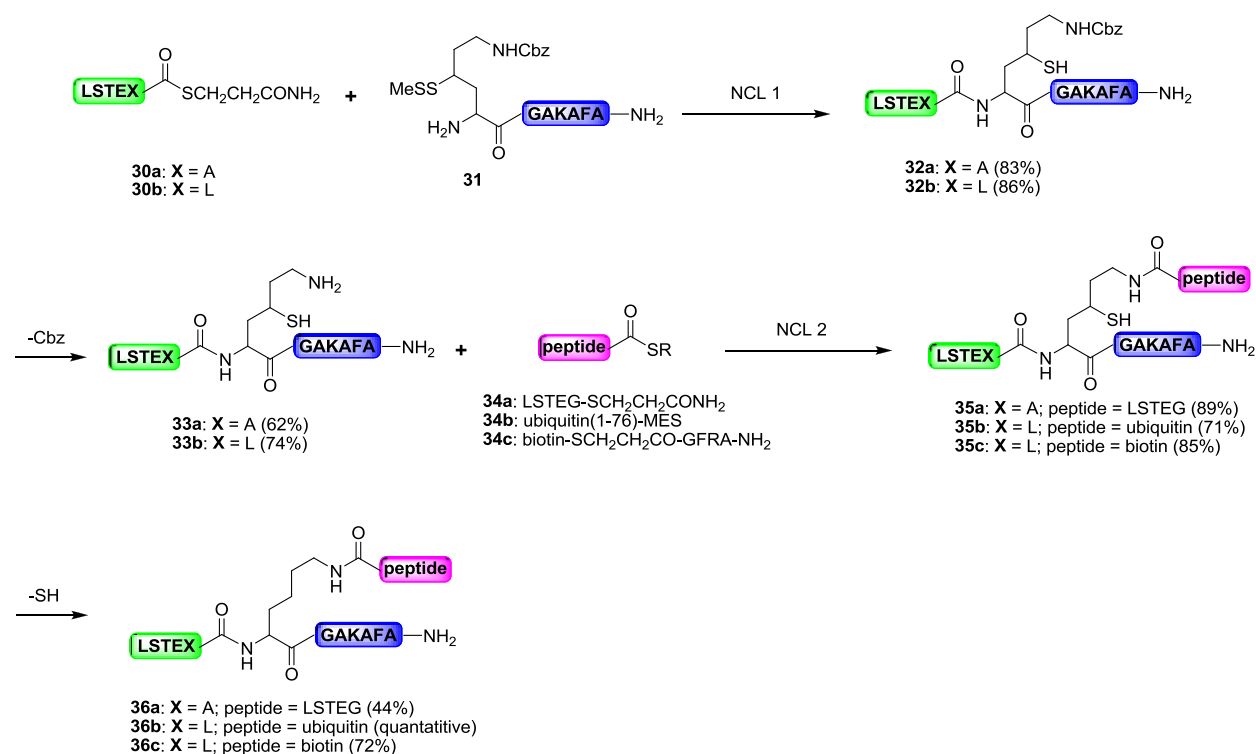 LSTEX
O
SCH2CH2CONH2
30a: X = A
30b: X = L
+
NHCbz
MeSS
H2N
O
GAKAFA
NH2
31
NCL 1
NHCbz
SH
O
LSTEX
N
H
O
GAKAFA
NH2
32a: X = A (83%)
32b: X = L (86%)
-Cbz
NH2
SH
O
LSTEX
N
H
O
GAKAFA
NH2
33a: X = A (62%)
33b: X = L (74%)
+
peptide
O
SR
34a: LSTEG-SCH2CH2CONH2
34b: ubiquitin(1-76)-MES
34c: biotin-SCH2CH2CO-GFRA-NH2
NCL 2
O
N
H
peptide
SH
O
LSTEX
N
H
O
GAKAFA
NH2
35a: X = A; peptide = LSTEG (89%)
35b: X = L; peptide = ubiquitin (71%)
35c: X = L; peptide = biotin (85%)
-SH
O
N
H
peptide
O
LSTEX
N
H
O
GAKAFA
NH2
36a: X = A; peptide = LSTEG (44%)
36b: X = L; peptide = ubiquitin (quantatitive)
36c: X = L; peptide = biotin (72%)